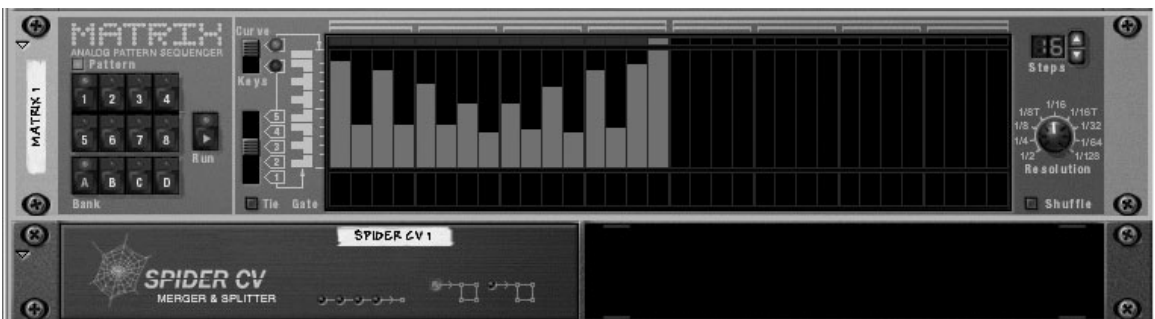 MATRIX
ANALOG PATTERN SEQUENCER
Pattern
1 2 3 4
5 6 7 8
A B C D
Bank
Run
MATRIX 1
Curve
Keys
5
4
3
2
1
Tie Gate
16
Steps
1/16
1/8T 1/16T
1/8 1/32
1/4 1/64
1/2 1/128
Resolution
Shuffle
SPIDER CV 1
SPIDER CV
MERGER & SPLITTER